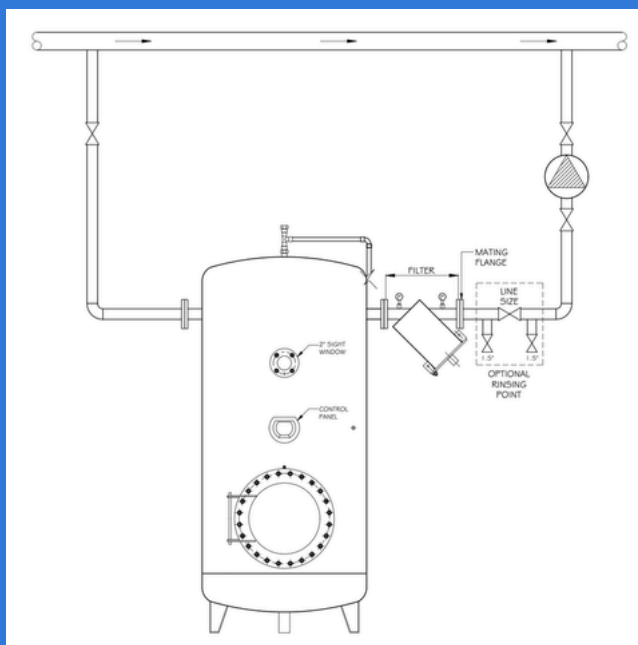 MATING
FLANGE
FILTER
LINE
SIZE
P
P
1.5"
1.5"
OPTIONAL
RINSING
POINT
2" SIGHT
WINDOW
CONTROL
PANEL